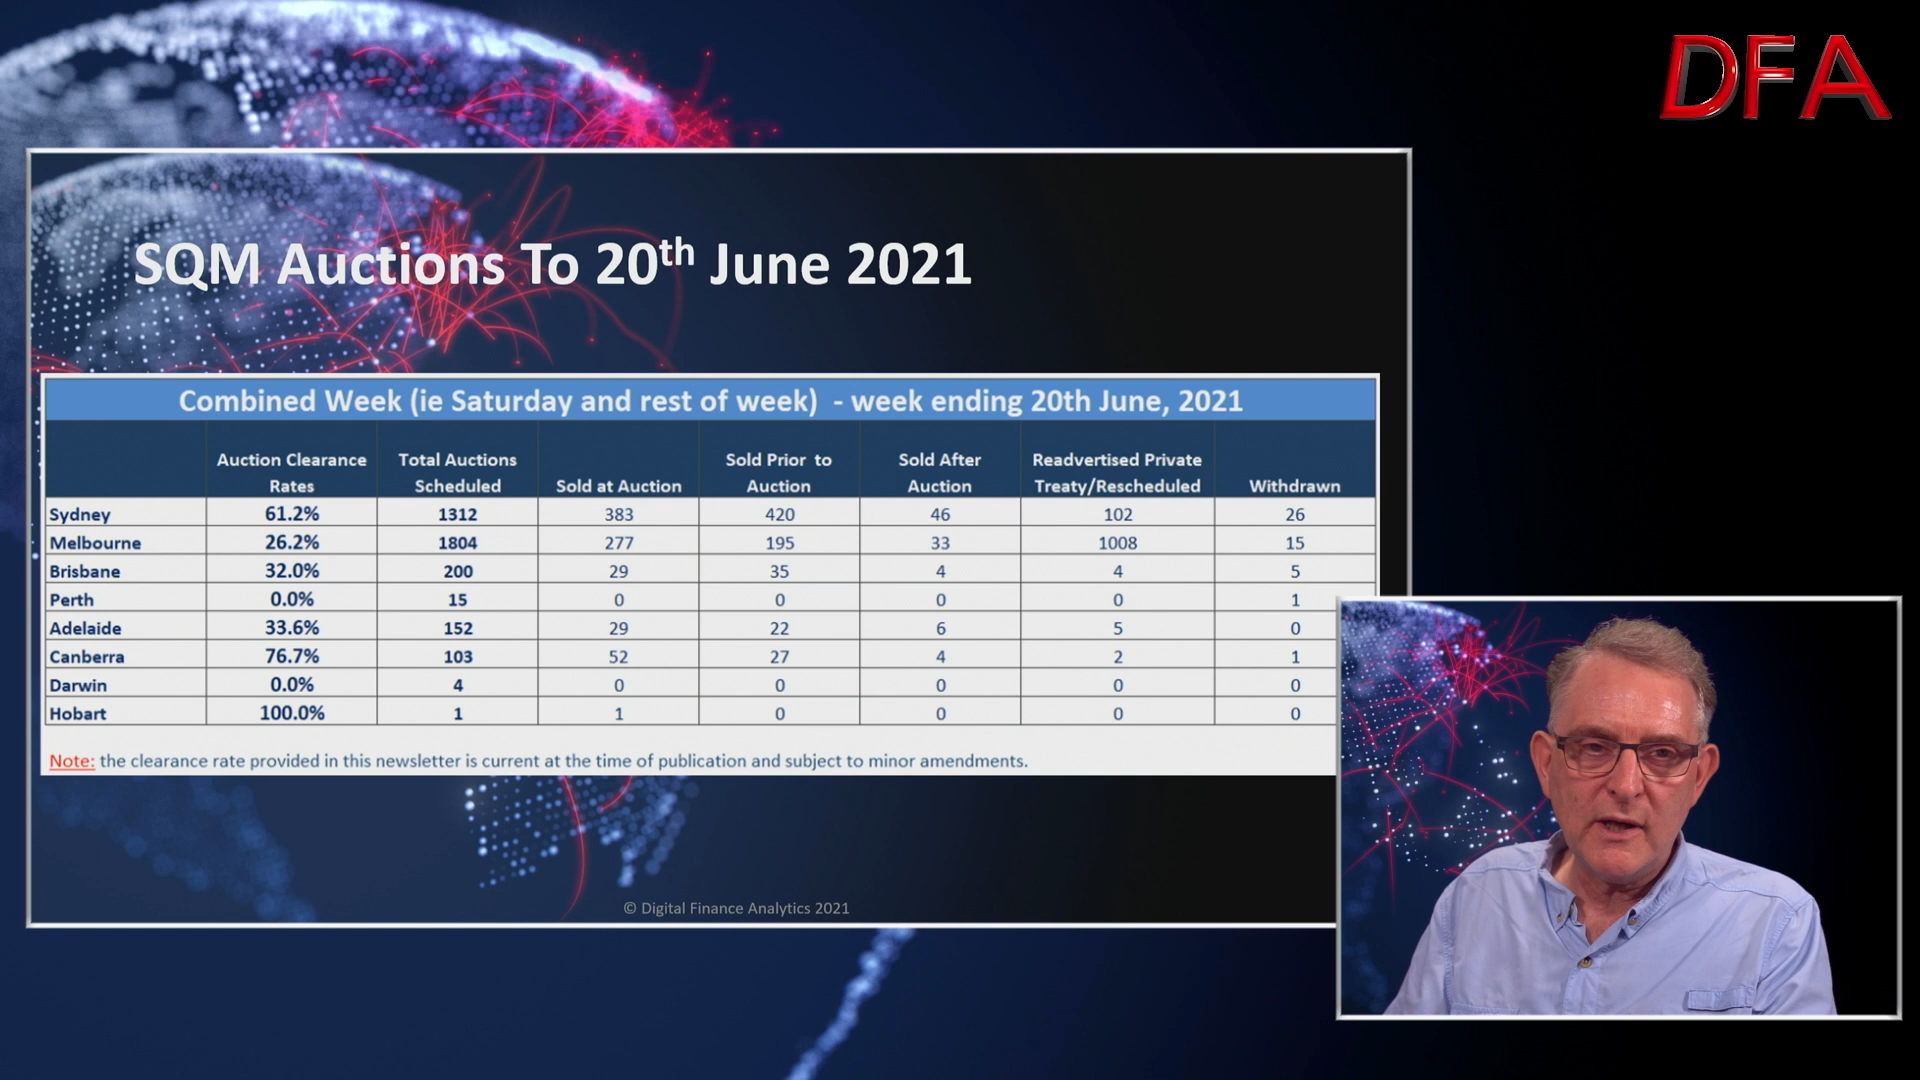 DFA
SQM Auctions To 20th June 2021
Combined Week (ie Saturday and rest of week) - week ending 20th June, 2021
Auction Clearance Rates Total Auctions Scheduled Sold at Auction Sold Prior to Auction Sold After Auction Readvertised Private Treaty/Rescheduled Withdrawn
Sydney 61.2% 1312 383 420 46 102 26
Melbourne 26.2% 1804 277 195 33 1008 15
Brisbane 32.0% 200 29 35 4 4 5
Perth 0.0% 15 0 0 0 0 1
Adelaide 33.6% 152 29 22 6 5 0
Canberra 76.7% 103 52 27 4 2 1
Darwin 0.0% 4 0 0 0 0 0
Hobart 100.0% 1 1 0 0 0 0
Note: the clearance rate provided in this newsletter is current at the time of publication and subject to minor amendments.
© Digital Finance Analytics 2021